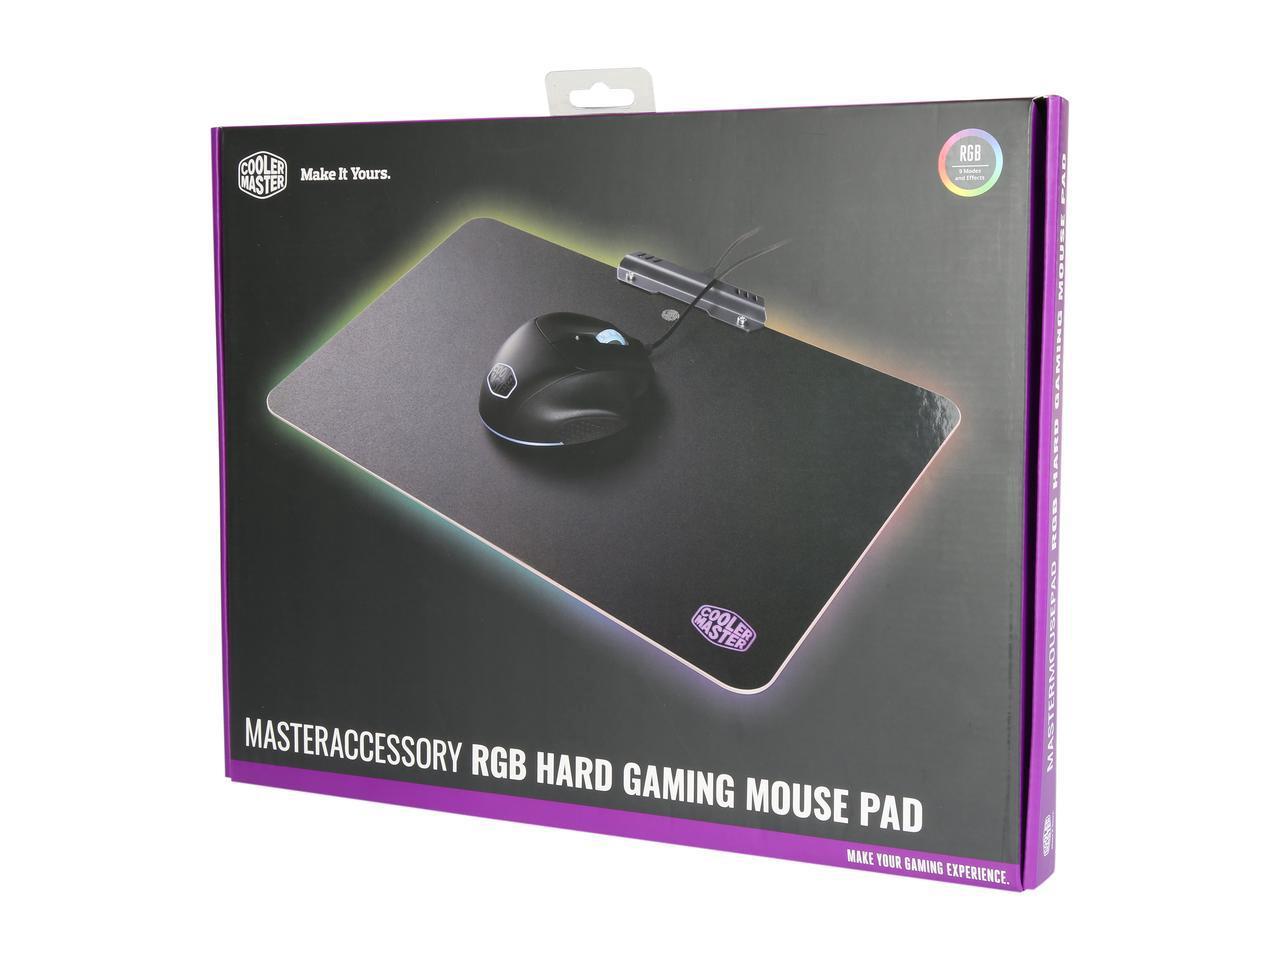 COOLER
MASTER
Make It Yours.
RGB
9 Modes
and Effects
COOLER
MASTER
MASTERACCESSORY RGB HARD GAMING MOUSE PAD
MAKE YOUR GAMING EXPERIENCE.
MASTERMOUSEPAD RGB HARD GAMING MOUSE PAD